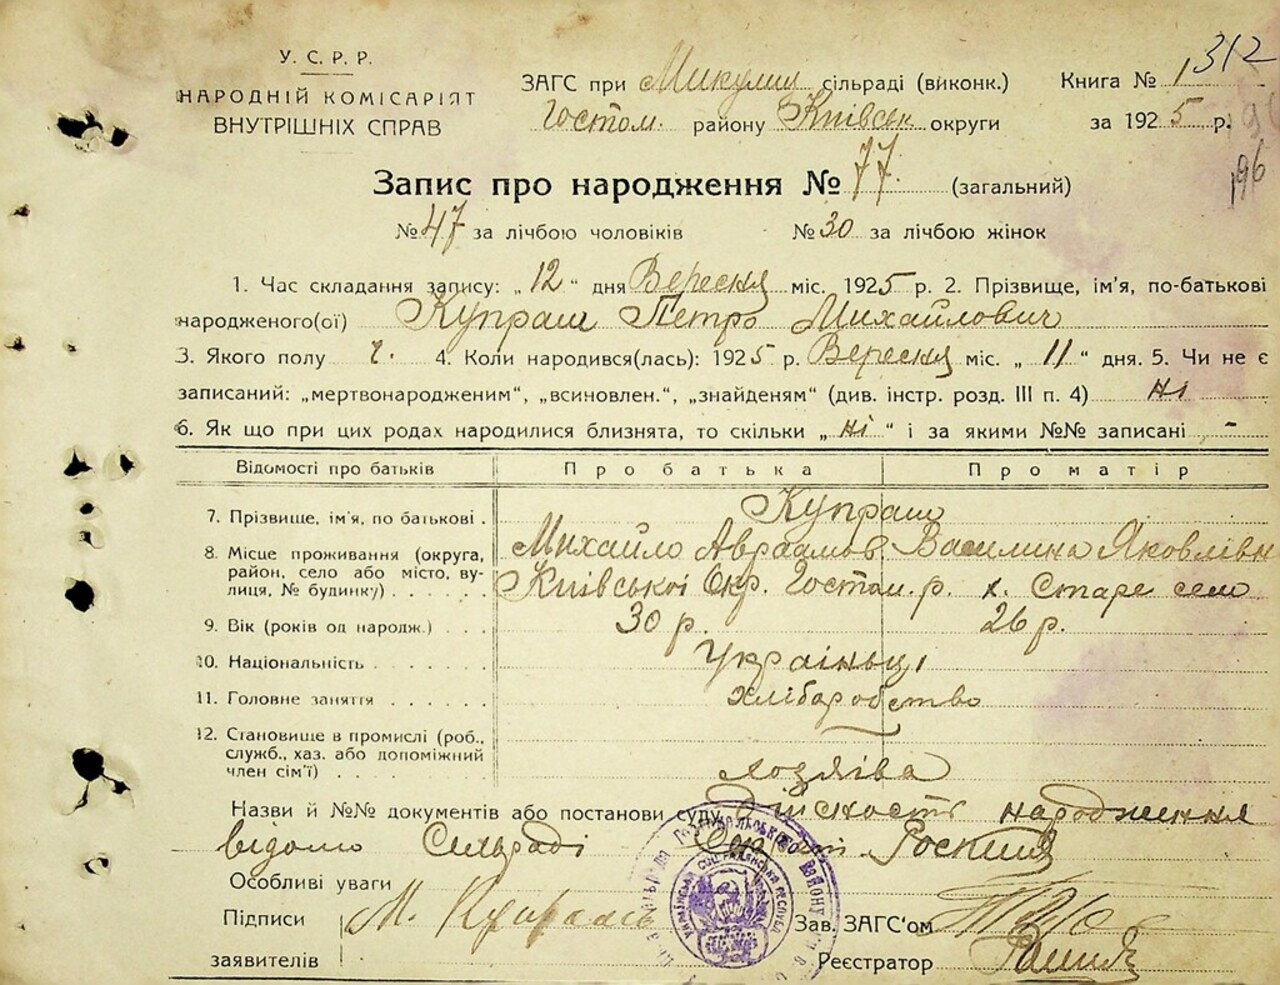 312
У. С. Р. Р.
НАРОДНІЙ КОМІСАРІЯТ
ВНУТРІШНІХ СПРАВ
ЗАГС при Микулиц сільраді (виконк.)
Гостом. району Київськ округи
Книга № 1
за 1925 р.
196
Запис про народження № 77. (загальний)
№ 47 за лічбою чоловіків № 30 за лічбою жінок
1. Час складання запису: „12“ дня Вересня міс. 1925 р. 2. Прізвище, ім'я, по-батькові
народженого(ої) Купраш Петро Михайлович
3. Якого полу ч. 4. Коли народився(лась): 1925 р. Вересня міс. „11“ дня. 5. Чи не є
записаний: „мертвонародженим“, „всиновлен.“, „знайденям“ (див. інстр. розд. III п. 4) ні
6. Як що при цих родах народилися близнята, то скільки „ні“ і за якими №№ записані -
Відомості про батьків Про батька Про матір
7. Прізвище, ім'я, по батькові . Купраш
Михайло Авраамов. Василина Яковлівн
8. Місце проживання (округа,
район, село або місто, ву-
лиця, № будинку) . . . . . . Київської Окр. Гостом. р. х. Старе село
9. Вік (років од народж.) . . . 30 р. 26 р.
10. Національність . . . . . . . Українці
11. Головне заняття . . . . . . хліборобство
12. Становище в промислі (роб.,
служб., хаз. або допоміжний
член сім'ї) . . . . . . . . . хозяїва
Назви й №№ документів або постанови суду Дійсность народження
відомо Сільраді
Особливі уваги
Підписи М. Купраш Зав. ЗАГС'ом
заявителів Реєстратор